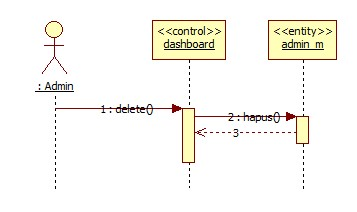 <<control>>
dashboard
<<entity>>
admin_m
: Admin
1 : delete()
2 : hapus()
3